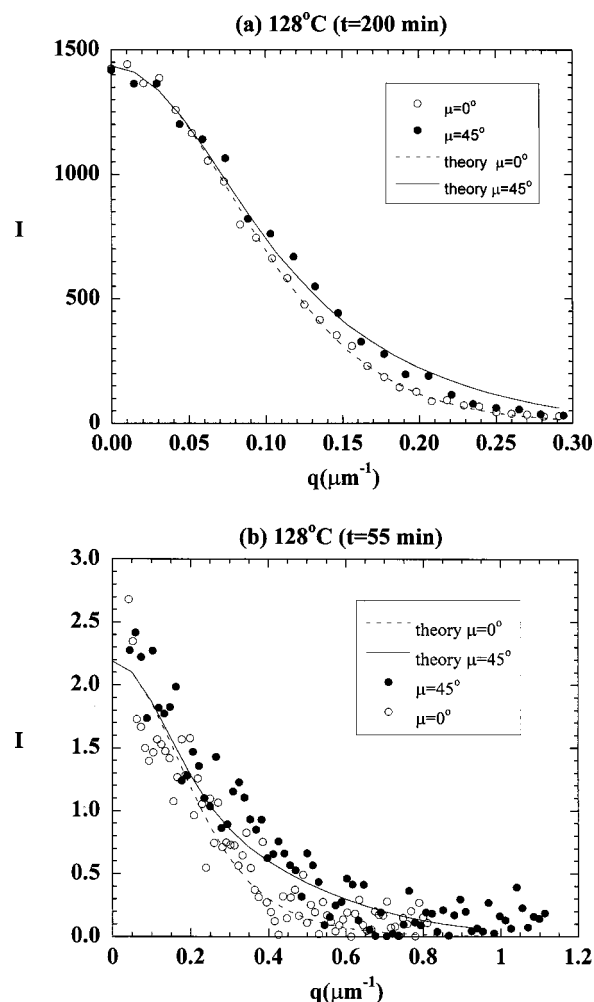 (a) 128°C (t=200 min)
1500
1000
I
500
0
μ=0°
μ=45°
theory μ=0°
theory μ=45°
0.00 0.05 0.10 0.15 0.20 0.25 0.30
q(μm⁻¹)
(b) 128°C (t=55 min)
3.0
2.5
2.0
1.5
I
1.0
0.5
0.0
theory μ=0°
theory μ=45°
μ=45°
μ=0°
0 0.2 0.4 0.6 0.8 1 1.2
q(μm⁻¹)